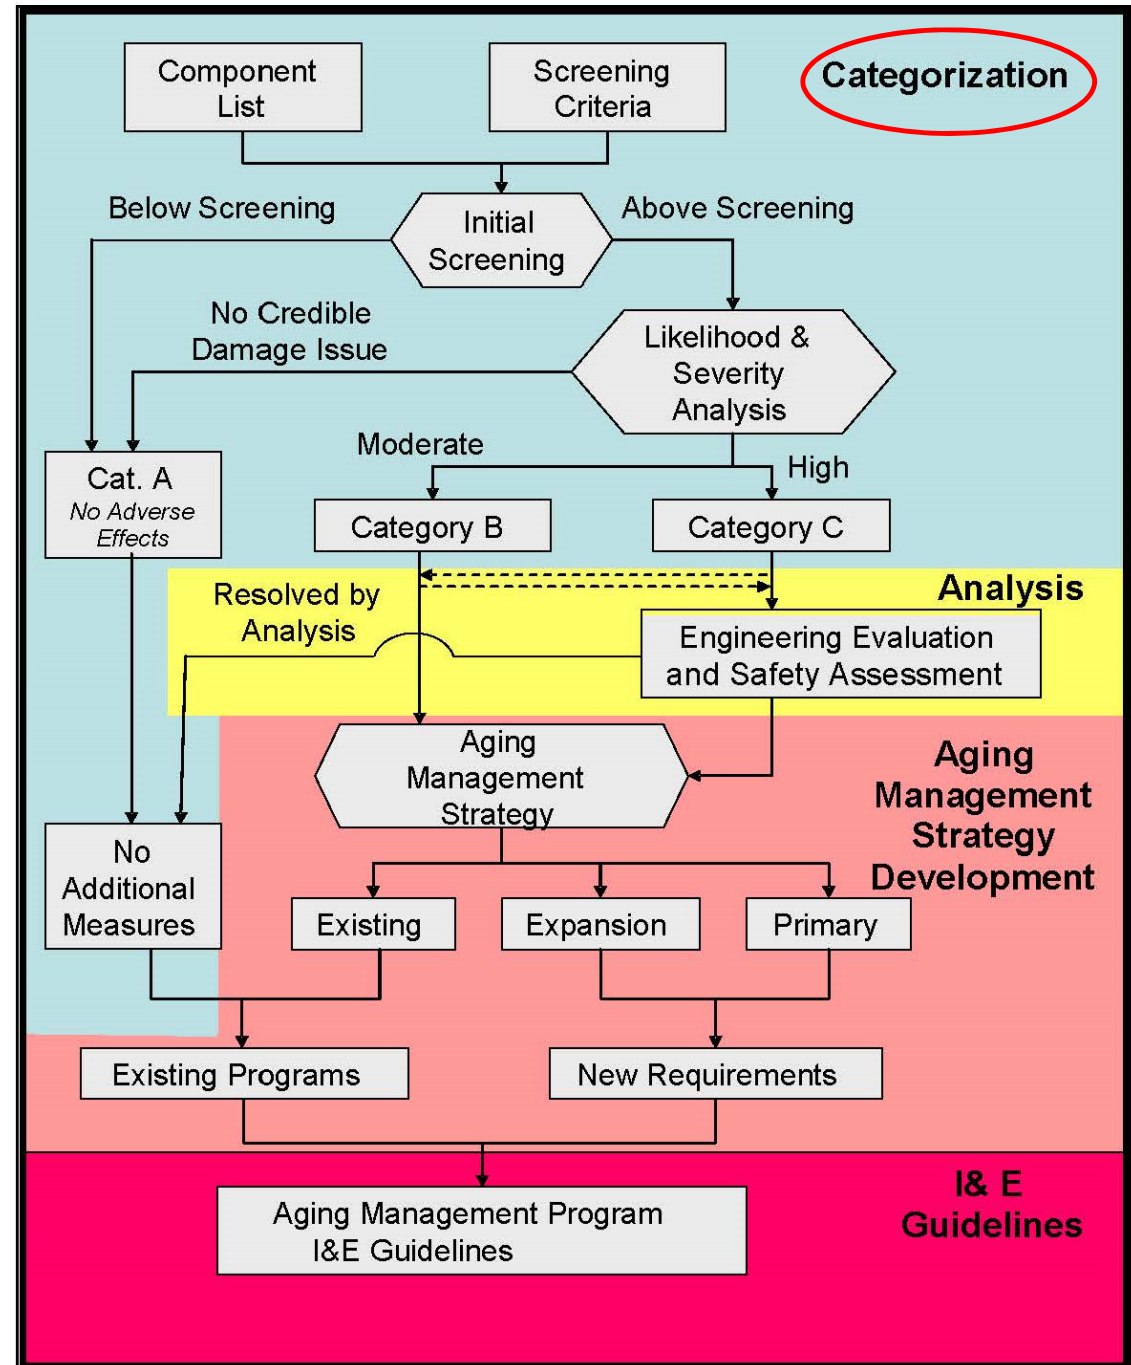 Component
List
Screening
Criteria
Categorization
Below Screening
Initial
Screening
Above Screening
No Credible
Damage Issue
Likelihood &
Severity
Analysis
Moderate
High
Cat. A
No Adverse
Effects
Category B
Category C
Analysis
Resolved by
Analysis
Engineering Evaluation
and Safety Assessment
Aging
Management
Strategy
Aging
Management
Strategy
Development
No
Additional
Measures
Existing
Expansion
Primary
Existing Programs
New Requirements
I& E
Guidelines
Aging Management Program
I&E Guidelines